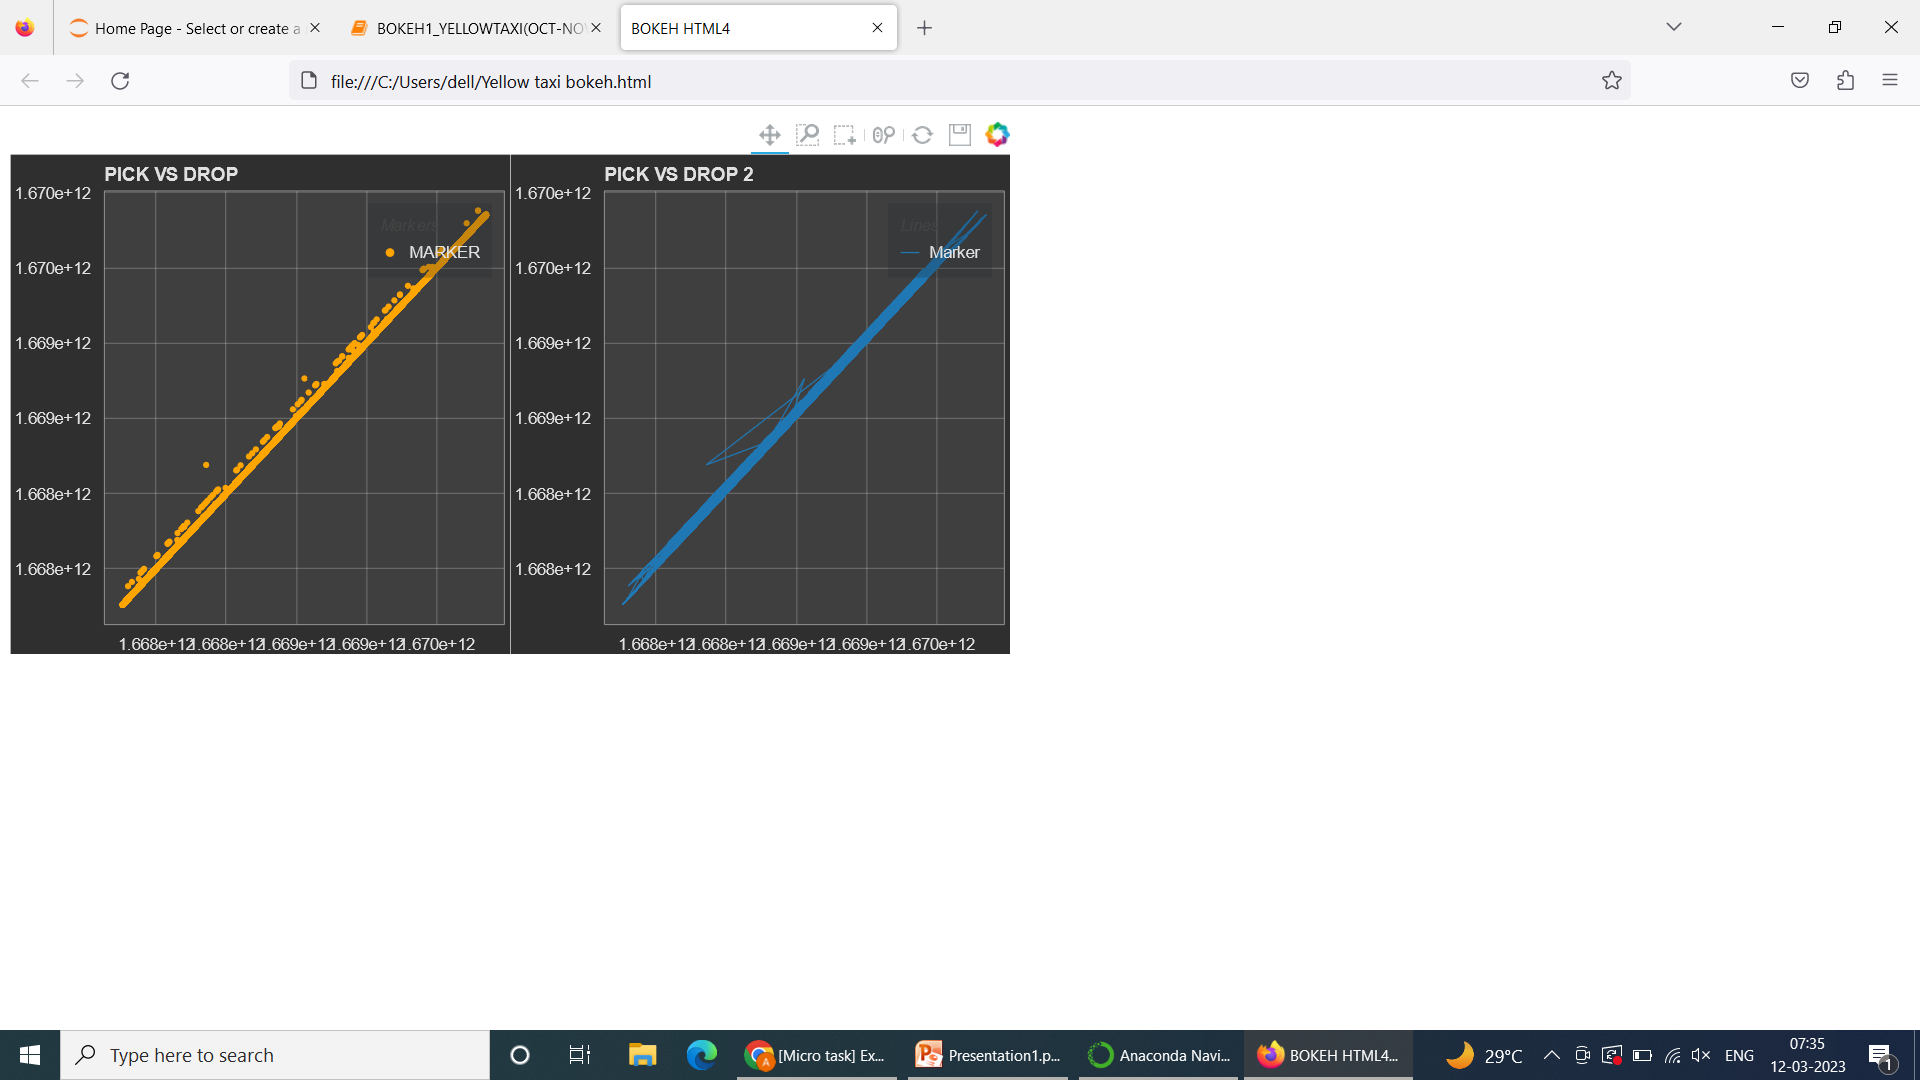 Home Page - Select or create a
BOKEH1_YELLOWTAXI(OCT-NOV
BOKEH HTML4
file:///C:/Users/dell/Yellow taxi bokeh.html
PICK VS DROP
1.670e+12
1.670e+12
1.669e+12
1.669e+12
1.668e+12
1.668e+12
Markers
MARKER
1.668e+12 1.668e+12 1.669e+12 1.669e+12 1.670e+12
PICK VS DROP 2
1.670e+12
1.670e+12
1.669e+12
1.669e+12
1.668e+12
1.668e+12
Lines
Marker
1.668e+12 1.668e+12 1.669e+12 1.669e+12 1.670e+12
Type here to search
[Micro task] Ex...
Presentation1.p...
Anaconda Navi...
BOKEH HTML4...
29°C
ENG
07:35
12-03-2023
1